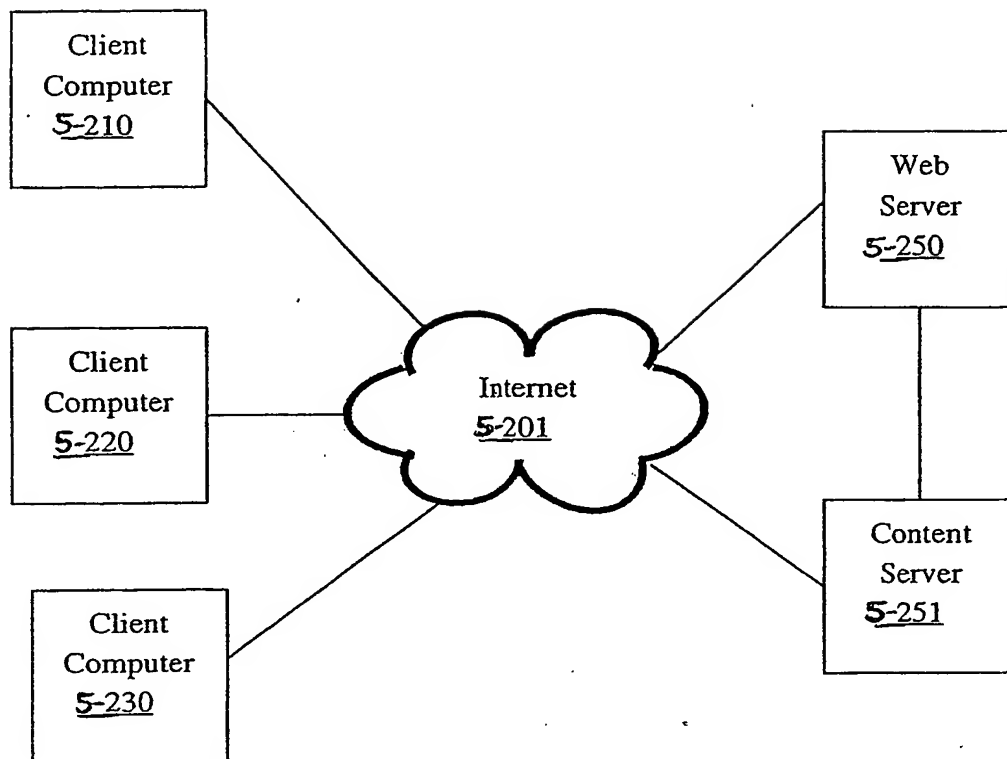 Client
Computer
5-210
Client
Computer
5-220
Client
Computer
5-230
Internet
5-201
Web
Server
5-250
Content
Server
5-251